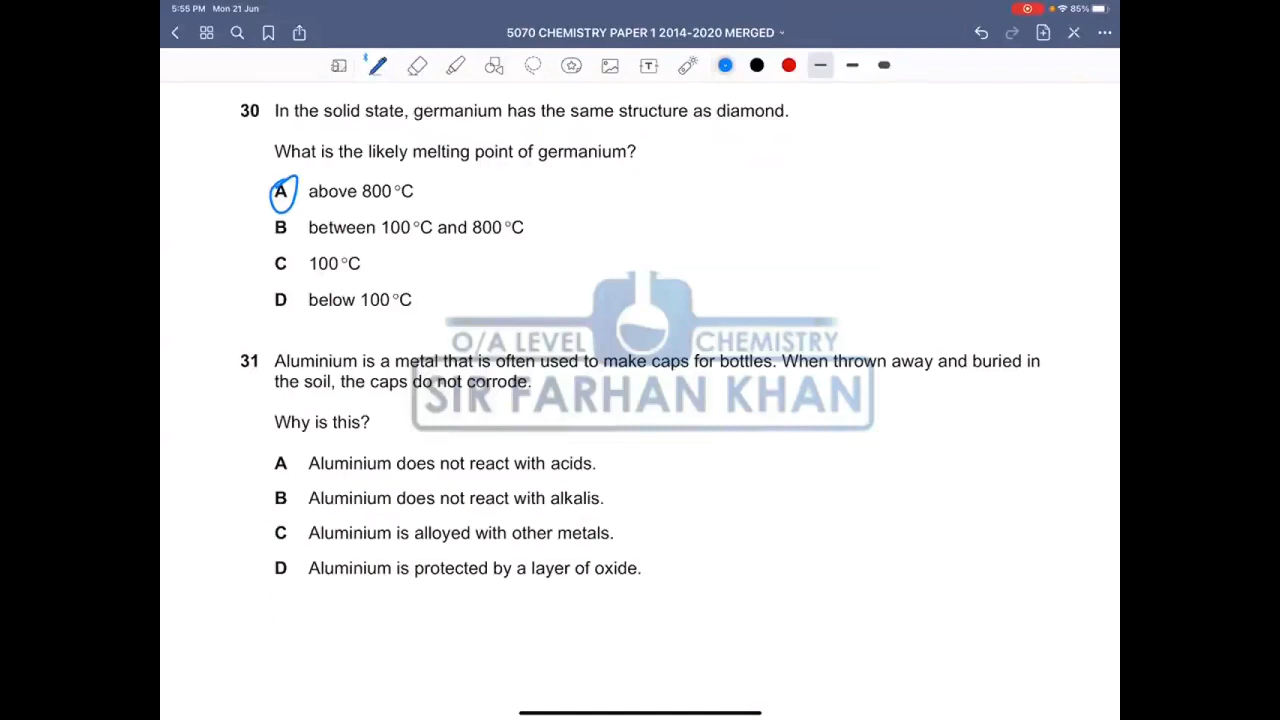 5:55 PM Mon 21 Jun
85%
5070 CHEMISTRY PAPER 1 2014-2020 MERGED
T
30 In the solid state, germanium has the same structure as diamond.
What is the likely melting point of germanium?
A above 800 °C
B between 100 °C and 800 °C
C 100 °C
D below 100 °C
O/A LEVEL CHEMISTRY
SIR FARHAN KHAN
31 Aluminium is a metal that is often used to make caps for bottles. When thrown away and buried in
the soil, the caps do not corrode.
Why is this?
A Aluminium does not react with acids.
B Aluminium does not react with alkalis.
C Aluminium is alloyed with other metals.
D Aluminium is protected by a layer of oxide.